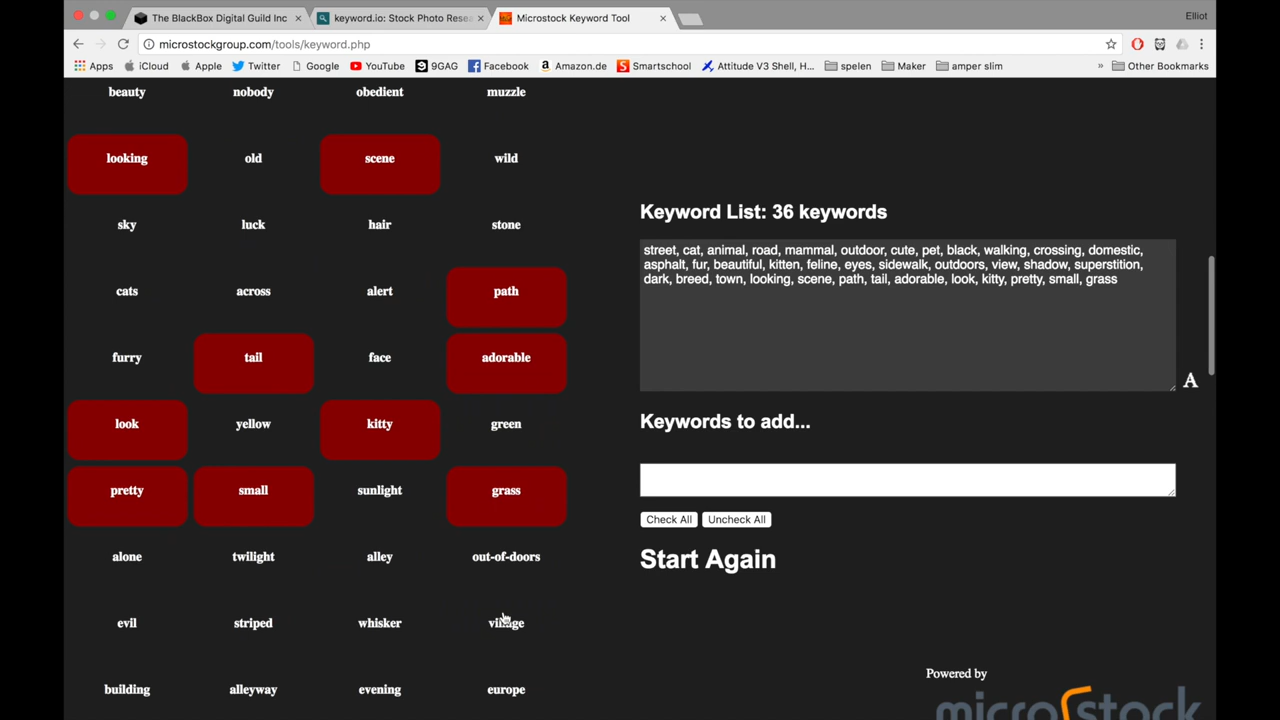 The BlackBox Digital Guild Inc
keyword.io: Stock Photo Resea
Microstock Keyword Tool
Elliot
microstockgroup.com/tools/keyword.php
Apps
iCloud
Apple
Twitter
Google
YouTube
9GAG
Facebook
Amazon.de
Smartschool
Attitude V3 Shell, H...
spelen
Maker
amper slim
»
Other Bookmarks
beauty nobody obedient muzzle
looking old scene wild
sky luck hair stone
cats across alert path
furry tail face adorable
look yellow kitty green
pretty small sunlight grass
alone twilight alley out-of-doors
evil striped whisker village
building alleyway evening europe
Keyword List: 36 keywords
street, cat, animal, road, mammal, outdoor, cute, pet, black, walking, crossing, domestic,
asphalt, fur, beautiful, kitten, feline, eyes, sidewalk, outdoors, view, shadow, superstition,
dark, breed, town, looking, scene, path, tail, adorable, look, kitty, pretty, small, grass
A
Keywords to add...
Check All Uncheck All
Start Again
Powered by
microstock